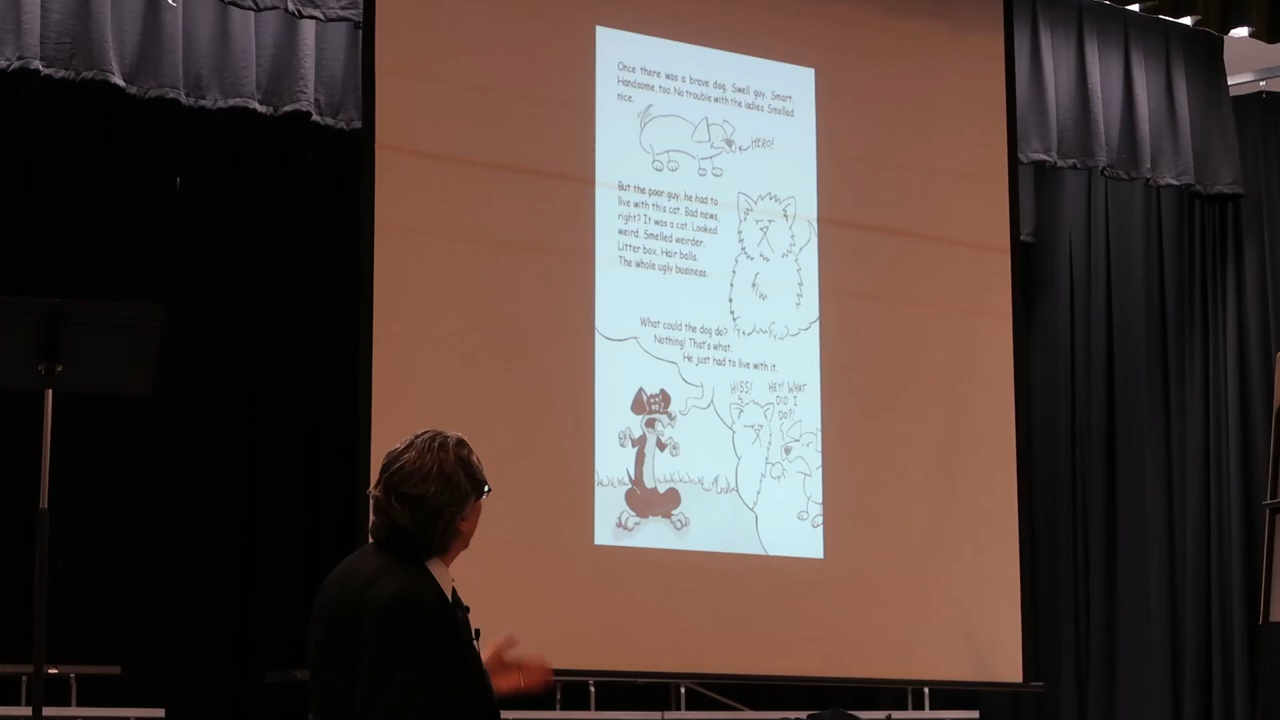 Once there was a brave dog. Swell guy. Smart.
Handsome, too. No trouble with the ladies. Smelled
nice.
HERO!
But the poor guy, he had to
live with this cat. Bad news,
right? It was a cat. Looked
weird. Smelled weirder.
Litter box. Hair balls.
The whole ugly business.
What could the dog do?
Nothing! That's what.
He just had to live with it.
HISS!
HEY! WHAT
DID I
DO?!